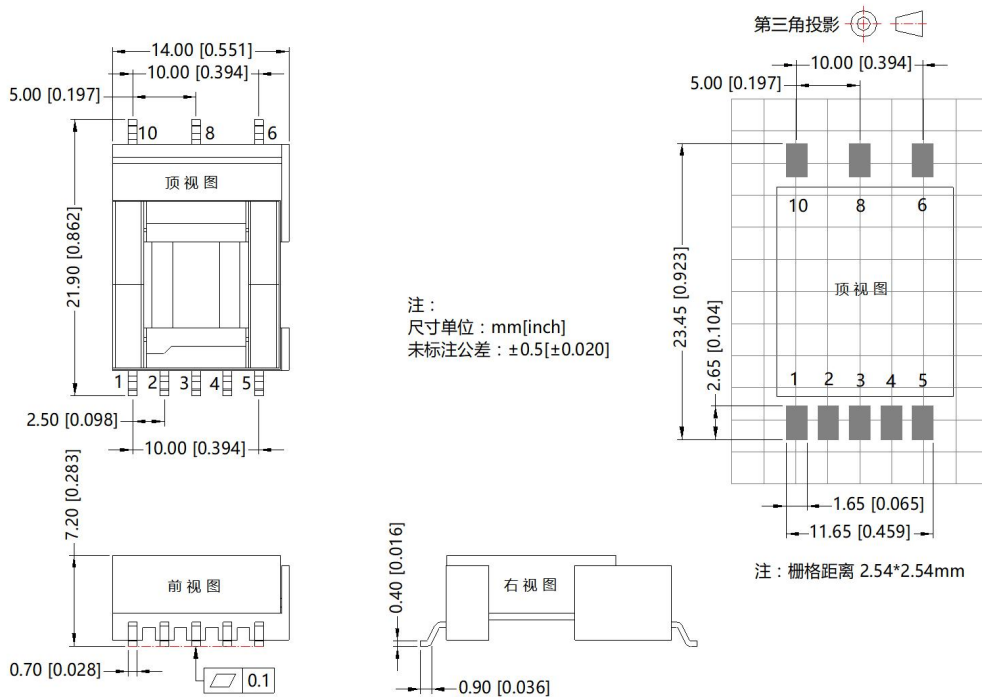 14.00 [0.551]
10.00 [0.394]
5.00 [0.197]
10 8 6
顶视图
21.90 [0.862]
1 2 3 4 5
2.50 [0.098]
10.00 [0.394]
注：
尺寸单位：mm[inch]
未标注公差：±0.5[±0.020]
第三角投影
10.00 [0.394]
5.00 [0.197]
10 8 6
顶视图
23.45 [0.923]
2.65 [0.104]
1 2 3 4 5
1.65 [0.065]
11.65 [0.459]
注：栅格距离 2.54*2.54mm
7.20 [0.283]
前视图
0.70 [0.028]
0.1
0.40 [0.016]
右视图
0.90 [0.036]